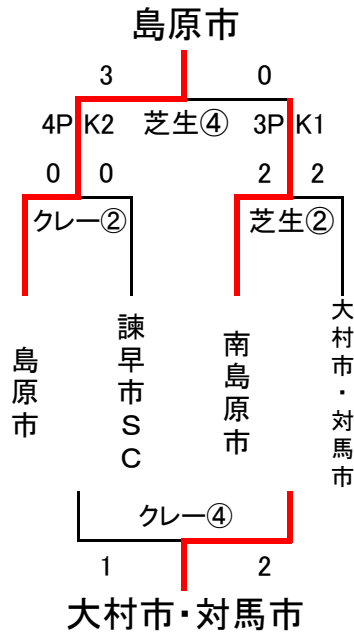 島原市
3 0
4P K2 芝生④ 3P K1
0 0 2 2
クレー② 芝生②
島原市
諫早市SC
南島原市
大村市・対馬市
クレー④
1 2
大村市・対馬市